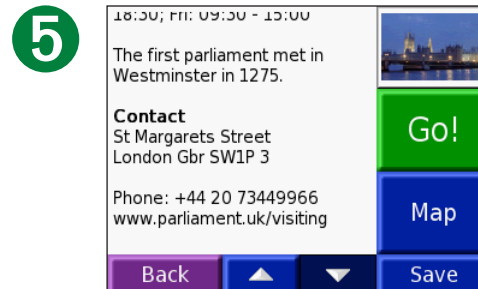 5
18:30; Fri: 09:30 - 15:00
The first parliament met in
Westminster in 1275.
Contact
St Margarets Street
London Gbr SW1P 3
Phone: +44 20 73449966
www.parliament.uk/visiting
Go!
Map
Back
Save